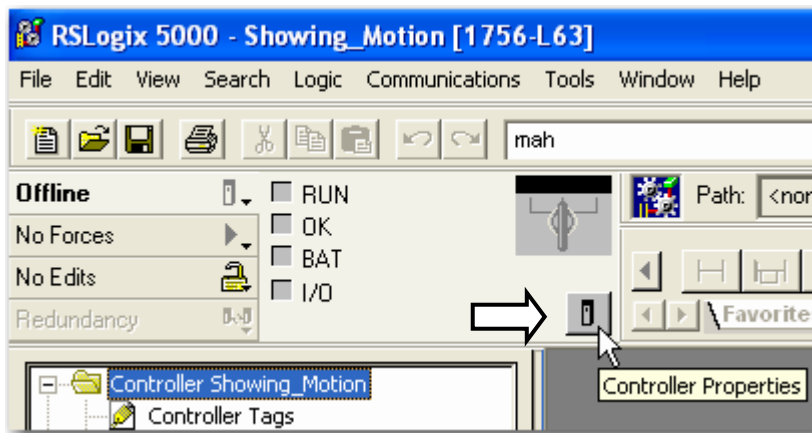 RSLogix 5000 - Showing_Motion [1756-L63]
File Edit View Search Logic Communications Tools Window Help
mah
Offline
RUN
Path: <nor
No Forces
OK
No Edits
BAT
I/O
Redundancy
Favorite
Controller Showing_Motion
Controller Properties
Controller Tags